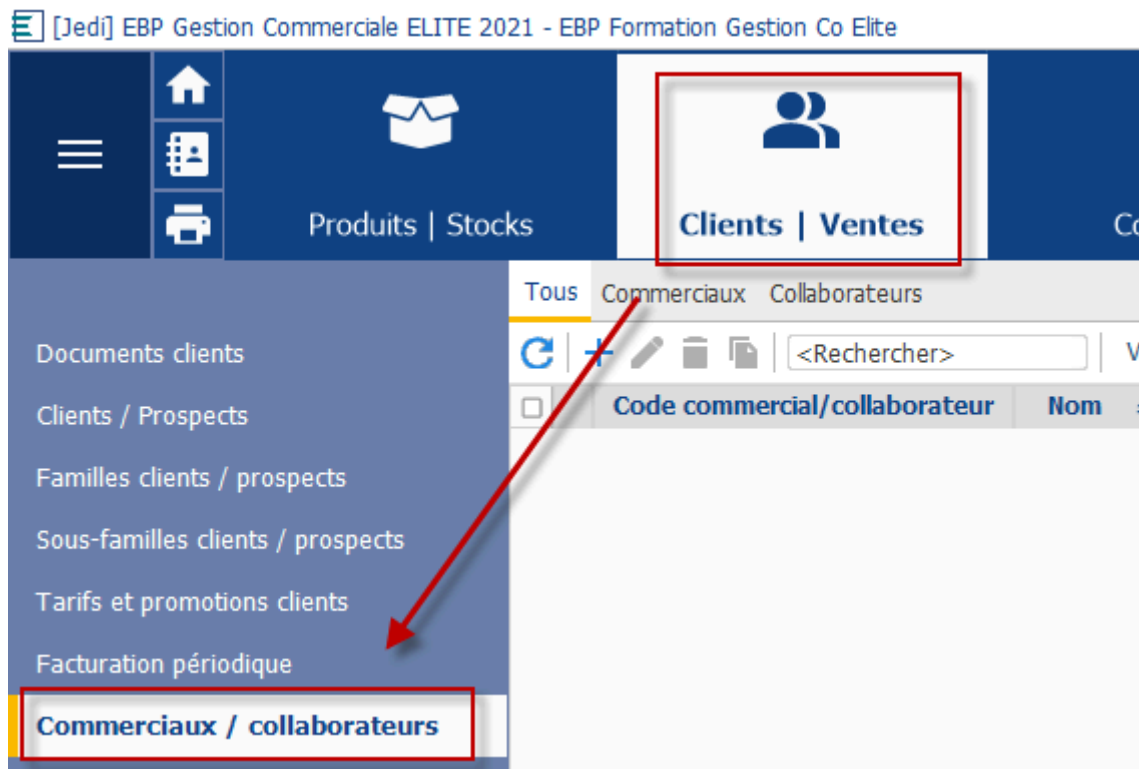 [Jedi] EBP Gestion Commerciale ELITE 2021 - EBP Formation Gestion Co Elite
Produits | Stocks
Clients | Ventes
Tous Commerciaux Collaborateurs
<Rechercher>
Code commercial/collaborateur Nom
Documents clients
Clients / Prospects
Familles clients / prospects
Sous-familles clients / prospects
Tarifs et promotions clients
Facturation périodique
Commerciaux / collaborateurs